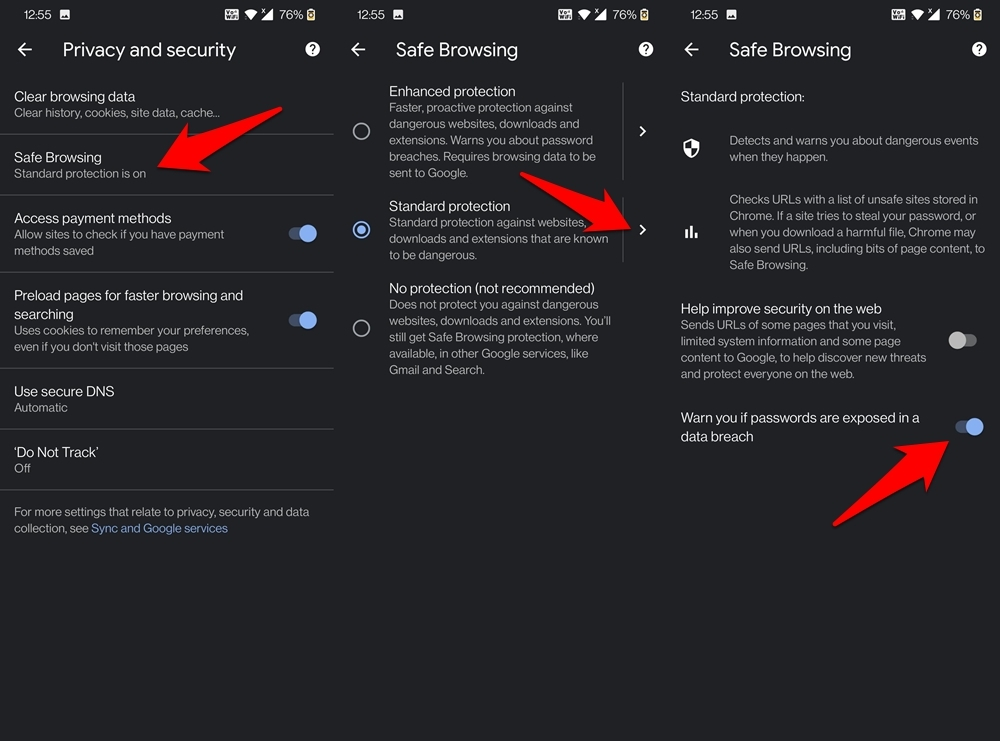 12:55
76%
Privacy and security
Clear browsing data
Clear history, cookies, site data, cache...
Safe Browsing
Standard protection is on
Access payment methods
Allow sites to check if you have payment
methods saved
Preload pages for faster browsing and
searching
Uses cookies to remember your preferences,
even if you don't visit those pages
Use secure DNS
Automatic
‘Do Not Track’
Off
For more settings that relate to privacy, security and data
collection, see Sync and Google services
12:55
76%
Safe Browsing
Enhanced protection
Faster, proactive protection against
dangerous websites, downloads and
extensions. Warns you about password
breaches. Requires browsing data to be
sent to Google.
Standard protection
Standard protection against websites,
downloads and extensions that are known
to be dangerous.
No protection (not recommended)
Does not protect you against dangerous
websites, downloads and extensions. You’ll
still get Safe Browsing protection, where
available, in other Google services, like
Gmail and Search.
12:55
76%
Safe Browsing
Standard protection:
Detects and warns you about dangerous events
when they happen.
Checks URLs with a list of unsafe sites stored in
Chrome. If a site tries to steal your password, or
when you download a harmful file, Chrome may
also send URLs, including bits of page content, to
Safe Browsing.
Help improve security on the web
Sends URLs of some pages that you visit,
limited system information and some page
content to Google, to help discover new threats
and protect everyone on the web.
Warn you if passwords are exposed in a
data breach